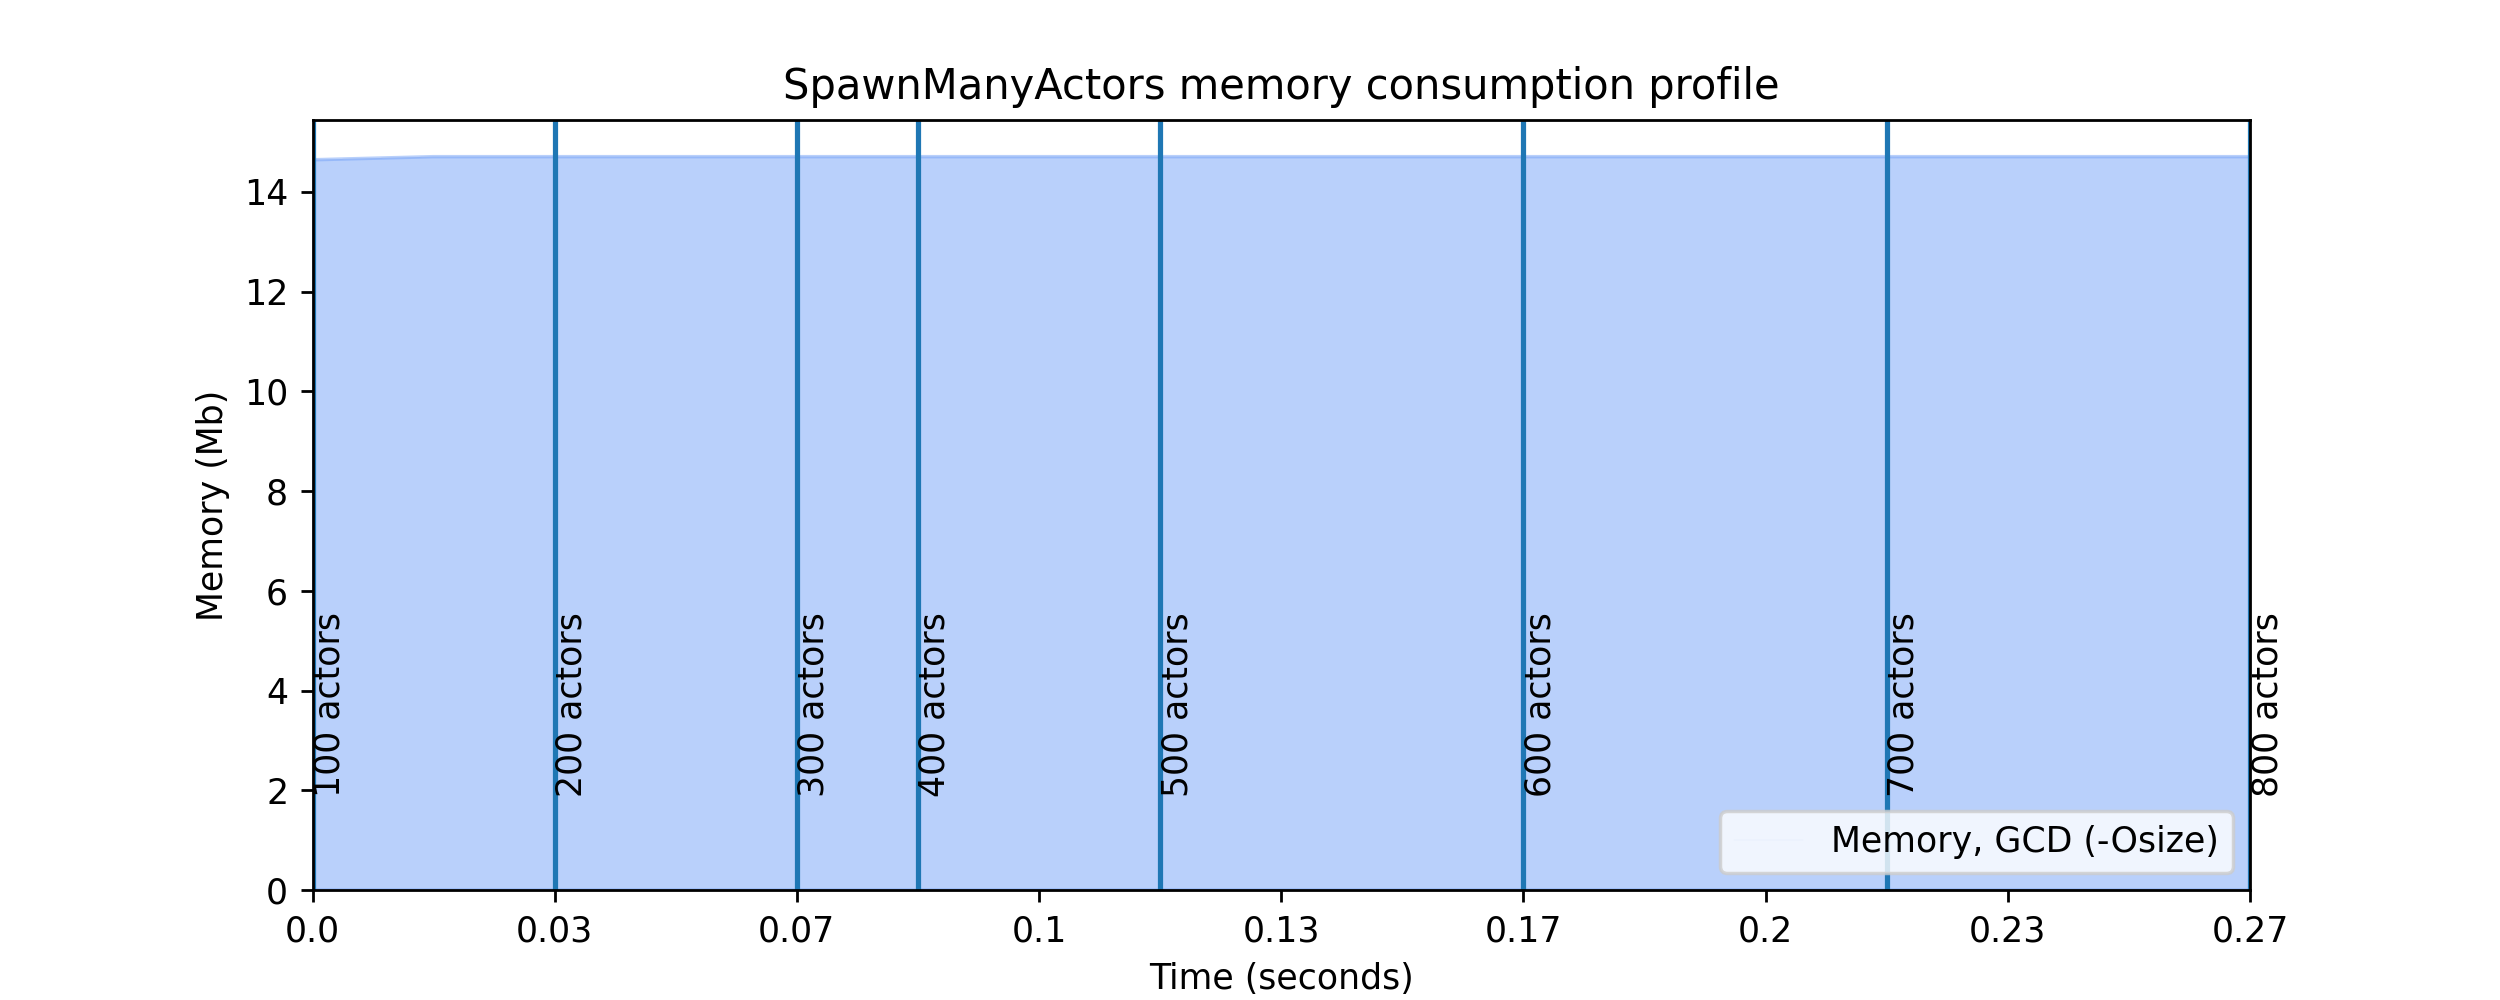 SpawnManyActors memory consumption profile
Memory (Mb)
14
12
10
8
6
4
2
0
100 actors
200 actors
300 actors
400 actors
500 actors
600 actors
700 actors
800 actors
Memory, GCD (-Osize)
0.0 0.03 0.07 0.1 0.13 0.17 0.2 0.23 0.27
Time (seconds)